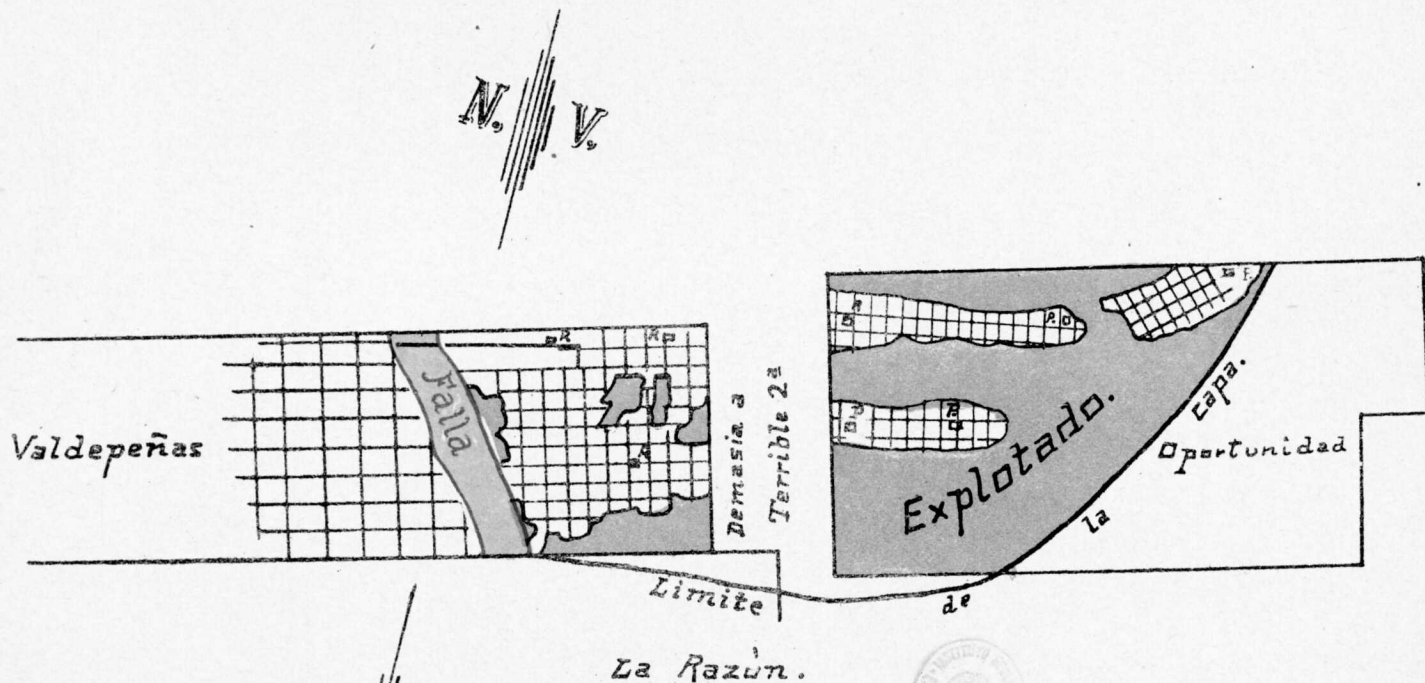 N. V.
Falla
Valdepeñas
Demasia a
Terrible 2ª
Explotado.
Oportunidad
Limite de la capa.
La Razón.